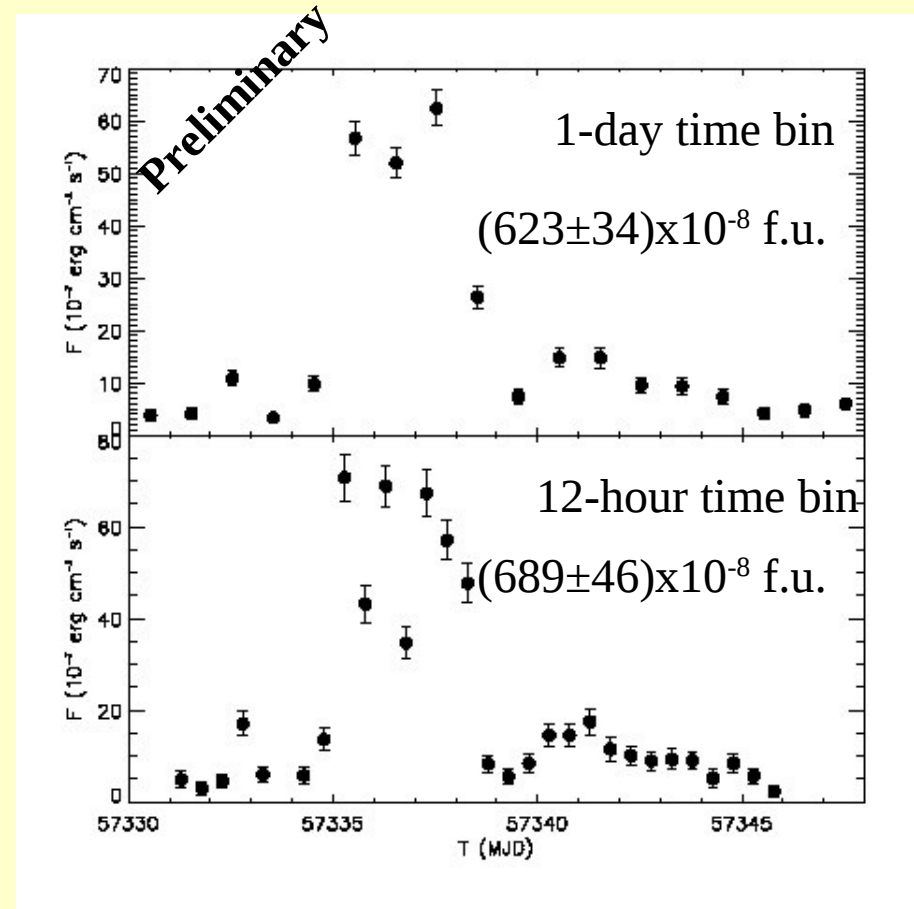 Preliminary
70
60
50
40
30
20
10
0
F (10⁻⁷ erg cm⁻² s⁻¹)
1-day time bin
(623±34)x10⁻⁸ f.u.
80
60
40
20
0
F (10⁻⁷ erg cm⁻² s⁻¹)
12-hour time bin
(689±46)x10⁻⁸ f.u.
57330 57335 57340 57345
T (MJD)